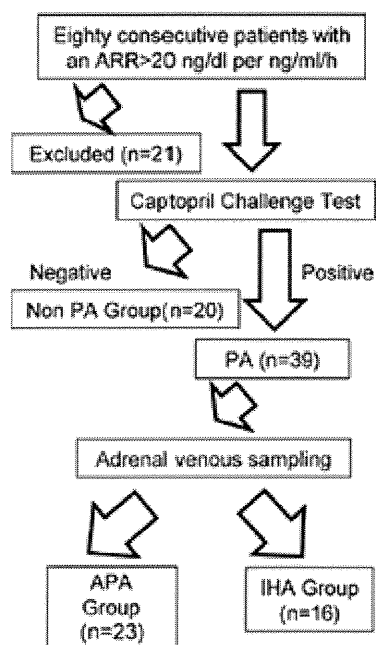 Eighty consecutive patients with
an ARR>20 ng/dl per ng/ml/h
Excluded (n=21)
Captopril Challenge Test
Negative
Positive
Non PA Group(n=20)
PA (n=39)
Adrenal venous sampling
APA
Group
(n=23)
IHA Group
(n=16)